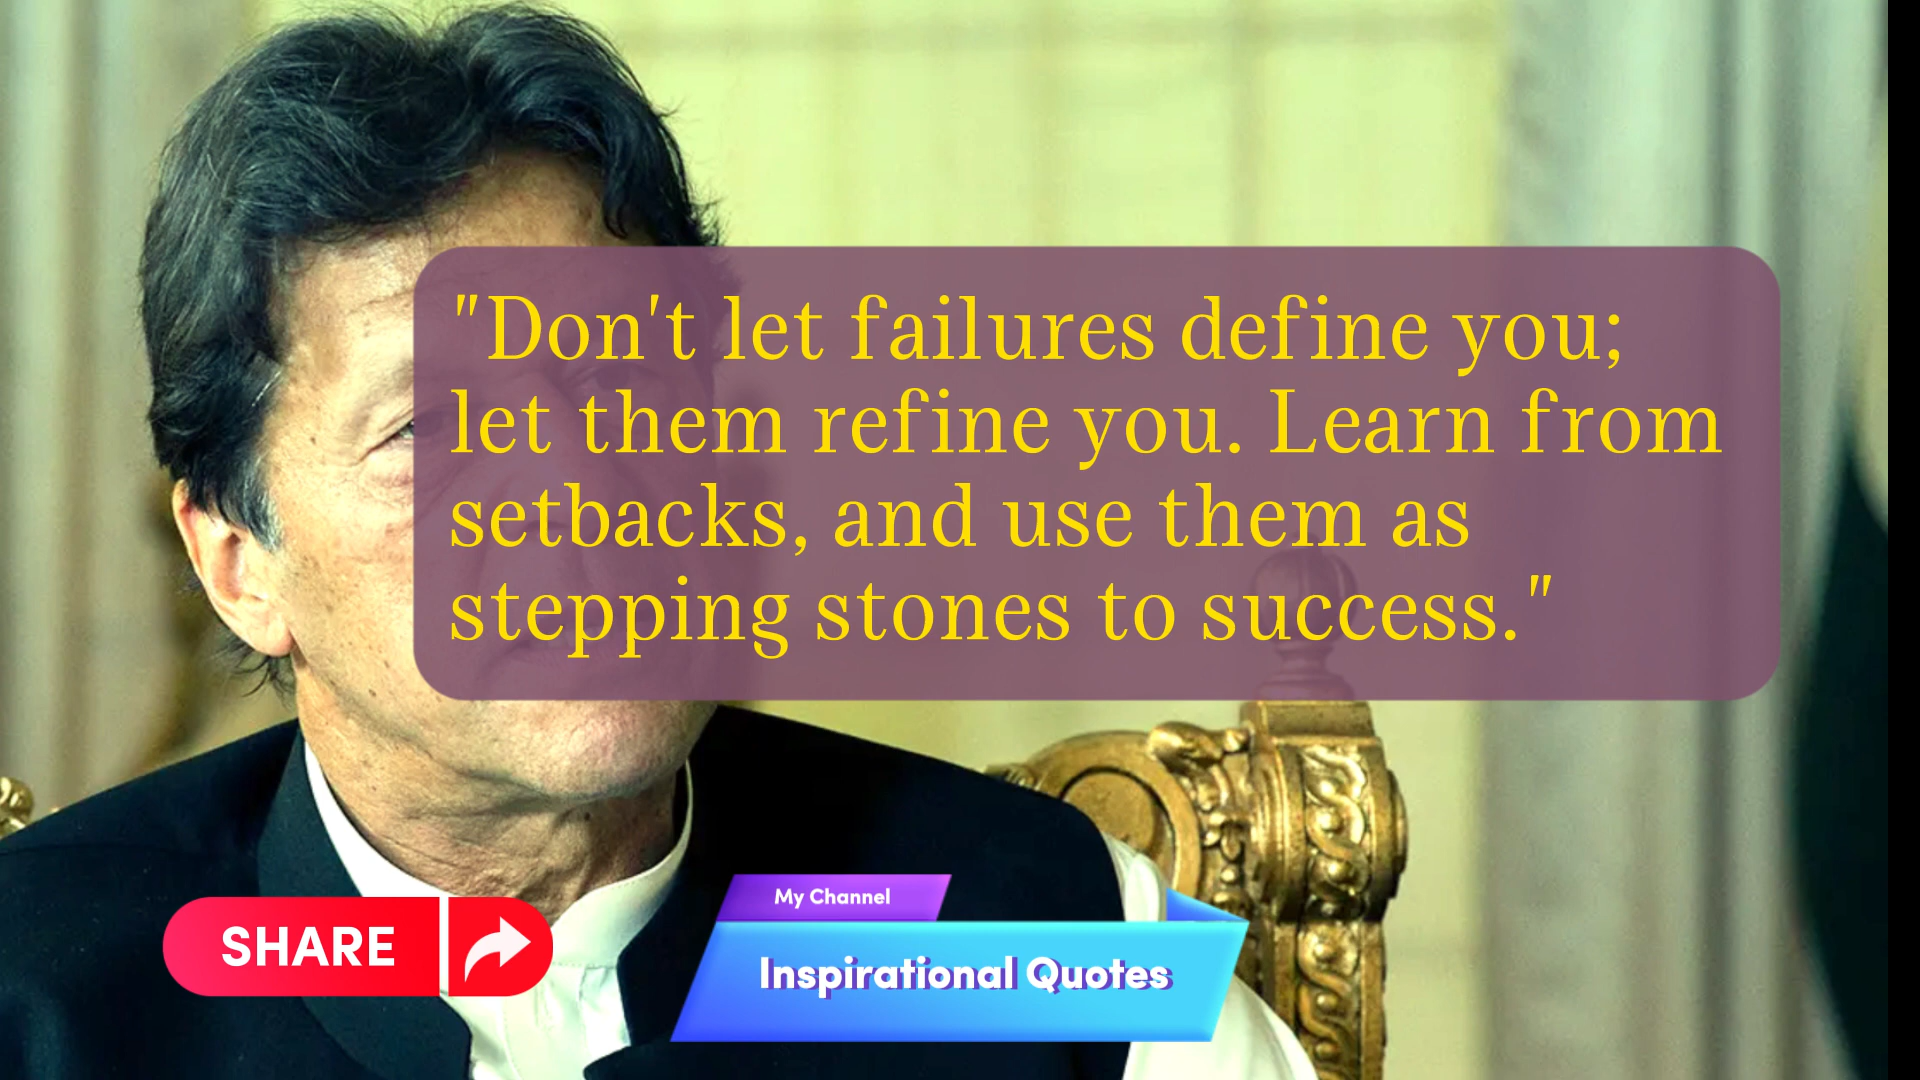 "Don't let failures define you;
let them refine you. Learn from
setbacks, and use them as
stepping stones to success."
My Channel
SHARE
Inspirational Quotes